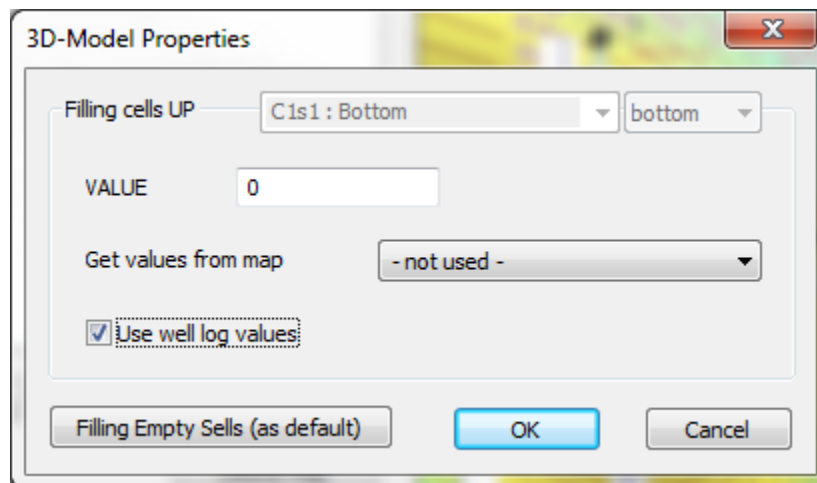 3D-Model Properties
Filling cells UP C1s1 : Bottom bottom
VALUE 0
Get values from map - not used -
Use well log values
Filling Empty Sells (as default) OK Cancel